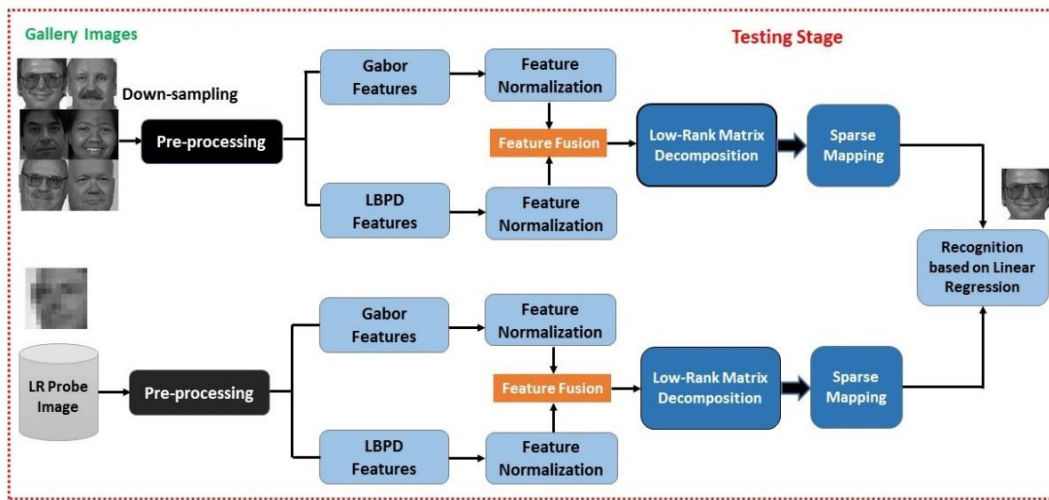 Gallery Images
Testing Stage
Down-sampling
Pre-processing
Gabor
Features
Feature
Normalization
Feature Fusion
LBPD
Features
Feature
Normalization
Low-Rank Matrix
Decomposition
Sparse
Mapping
Recognition
based on Linear
Regression
LR Probe
Image
Pre-processing
Gabor
Features
Feature
Normalization
Feature Fusion
LBPD
Features
Feature
Normalization
Low-Rank Matrix
Decomposition
Sparse
Mapping